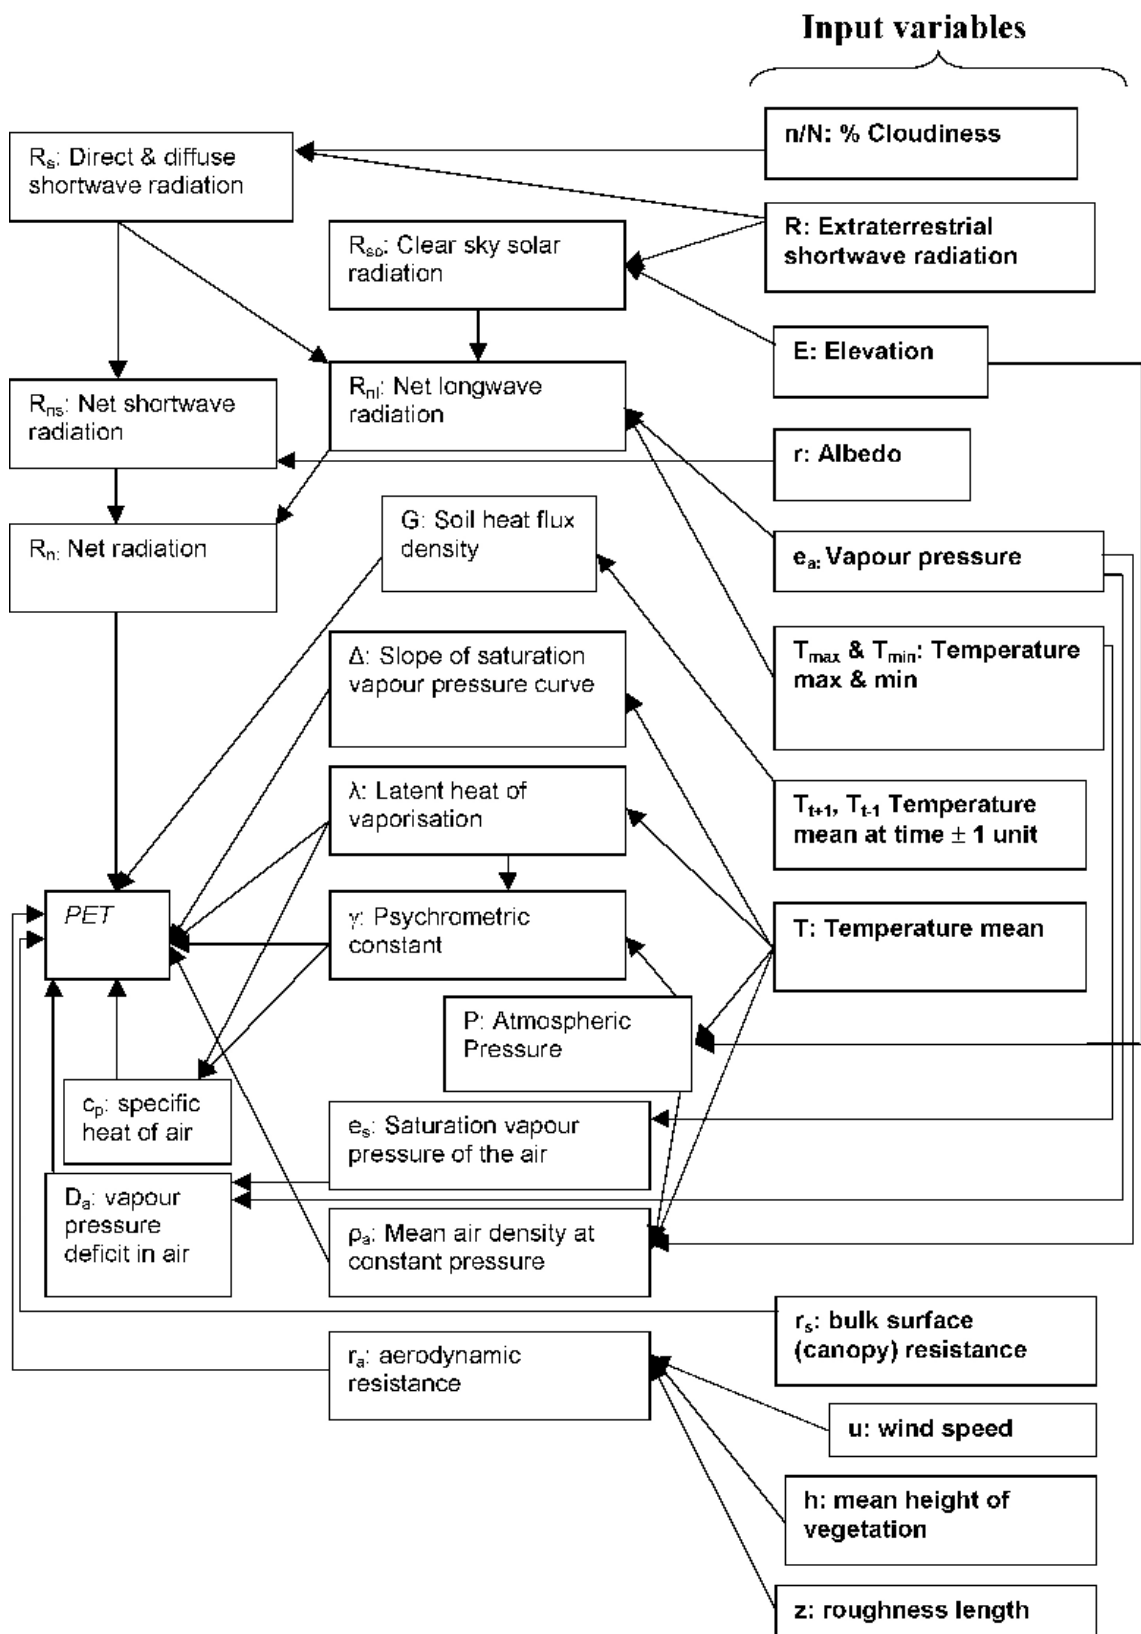 Input variables
n/N: % Cloudiness
Rs: Direct & diffuse
shortwave radiation
R: Extraterrestrial
shortwave radiation
Rso: Clear sky solar
radiation
E: Elevation
Rnl: Net longwave
radiation
Rns: Net shortwave
radiation
r: Albedo
G: Soil heat flux
density
Rn: Net radiation
ea: Vapour pressure
Δ: Slope of saturation
vapour pressure curve
Tmax & Tmin: Temperature
max & min
λ: Latent heat of
vaporisation
Tt+1, Tt-1 Temperature
mean at time ± 1 unit
PET
γ: Psychrometric
constant
T: Temperature mean
P: Atmospheric
Pressure
cp: specific
heat of air
es: Saturation vapour
pressure of the air
Da: vapour
pressure
deficit in air
ρa: Mean air density at
constant pressure
rs: bulk surface
(canopy) resistance
ra: aerodynamic
resistance
u: wind speed
h: mean height of
vegetation
z: roughness length